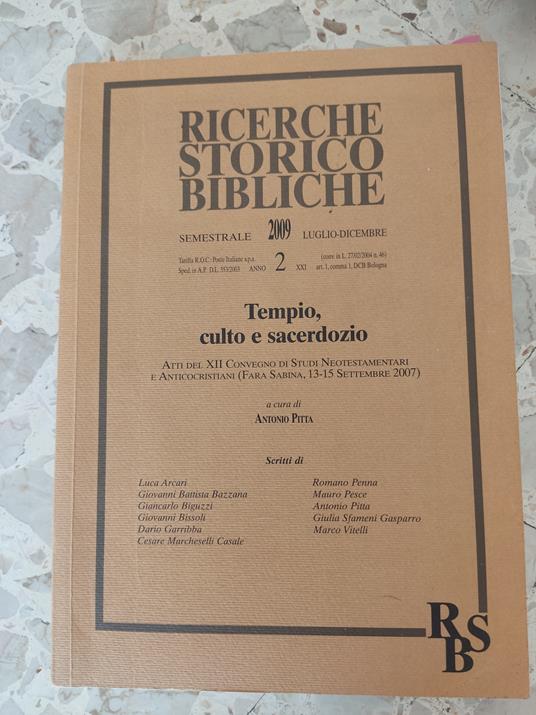 RICERCHE
STORICO
BIBLICHE
SEMESTRALE 2009 LUGLIO-DICEMBRE
Tariffa R.O.C: Poste Italiane s.p.a. (conv. in L. 27/02/2004 n. 46)
Sped. in A.P. D.L. 353/2003 ANNO 2 XXI art. 1, comma 1, DCB Bologna
Tempio,
culto e sacerdozio
ATTI DEL XII CONVEGNO DI STUDI NEOTESTAMENTARI
E ANTICOCRISTIANI (FARA SABINA, 13-15 SETTEMBRE 2007)
a cura di
ANTONIO PITTA
Scritti di
Luca Arcari
Giovanni Battista Bazzana
Giancarlo Biguzzi
Giovanni Bissoli
Dario Garribba
Cesare Marcheselli Casale
Romano Penna
Mauro Pesce
Antonio Pitta
Giulia Sfameni Gasparro
Marco Vitelli
RBS